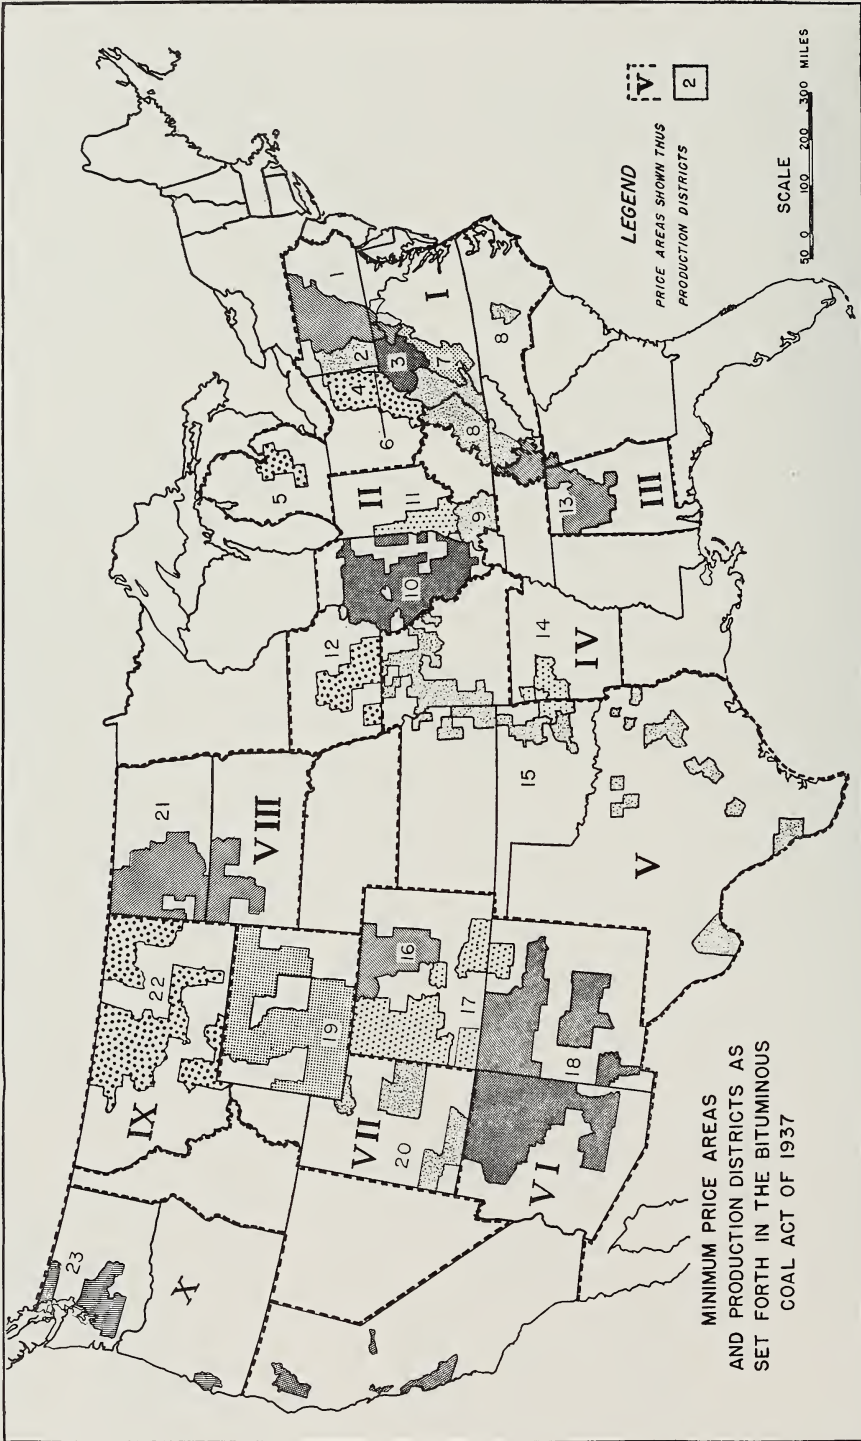 MINIMUM PRICE AREAS
AND PRODUCTION DISTRICTS AS
SET FORTH IN THE BITUMINOUS
COAL ACT OF 1937
LEGEND
PRICE AREAS SHOWN THUS
V
PRODUCTION DISTRICTS
2
SCALE
50 0 100 200 300 MILES
23
X
IX
22
21
VIII
19
VII
20
16
17
VI
18
V
15
12
14
IV
10
5
II
11
9
13
III
6
4
2
1
3
I
7
8
8